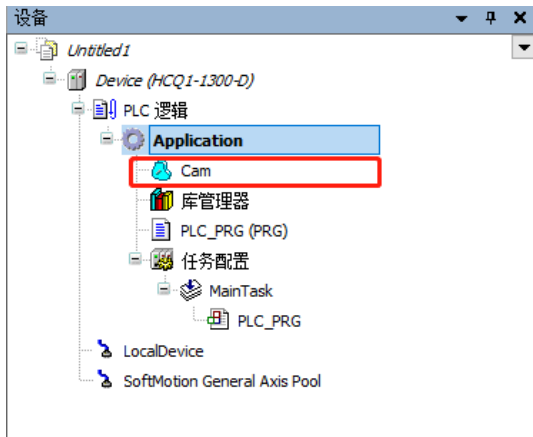 设备
Untitled1
Device (HCQ1-1300-D)
PLC 逻辑
Application
Cam
库管理器
PLC_PRG (PRG)
任务配置
MainTask
PLC_PRG
LocalDevice
SoftMotion General Axis Pool